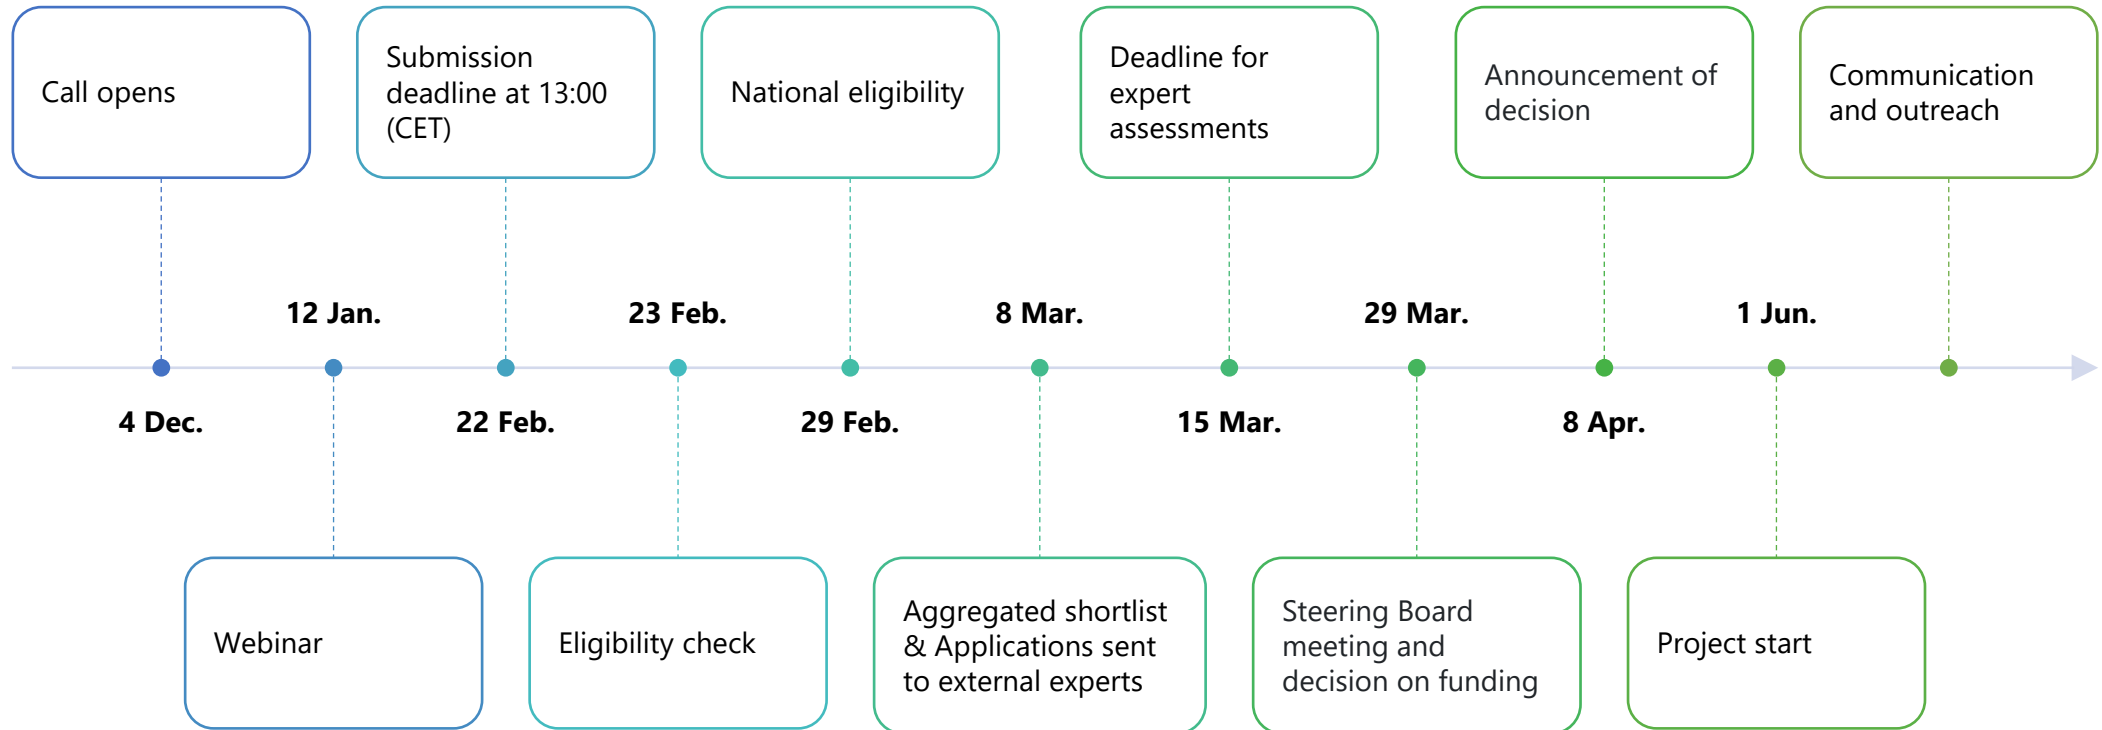 Call opens
Submission
deadline at 13:00
(CET)
National eligibility
Deadline for
expert
assessments
Announcement of
decision
Communication
and outreach
12 Jan.
23 Feb.
8 Mar.
29 Mar.
1 Jun.
4 Dec.
22 Feb.
29 Feb.
15 Mar.
8 Apr.
Webinar
Eligibility check
Aggregated shortlist
& Applications sent
to external experts
Steering Board
meeting and
decision on funding
Project start